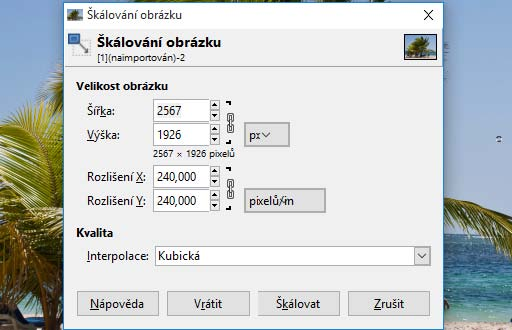 Škálování obrázku
Škálování obrázku
[1](naimportován)-2
Velikost obrázku
Šířka: 2567
Výška: 1926 px
2567 × 1926 pixelů
Rozlišení X: 240,000
Rozlišení Y: 240,000 pixelů/in
Kvalita
Interpolace: Kubická
Nápověda Vrátit Škálovat Zrušit